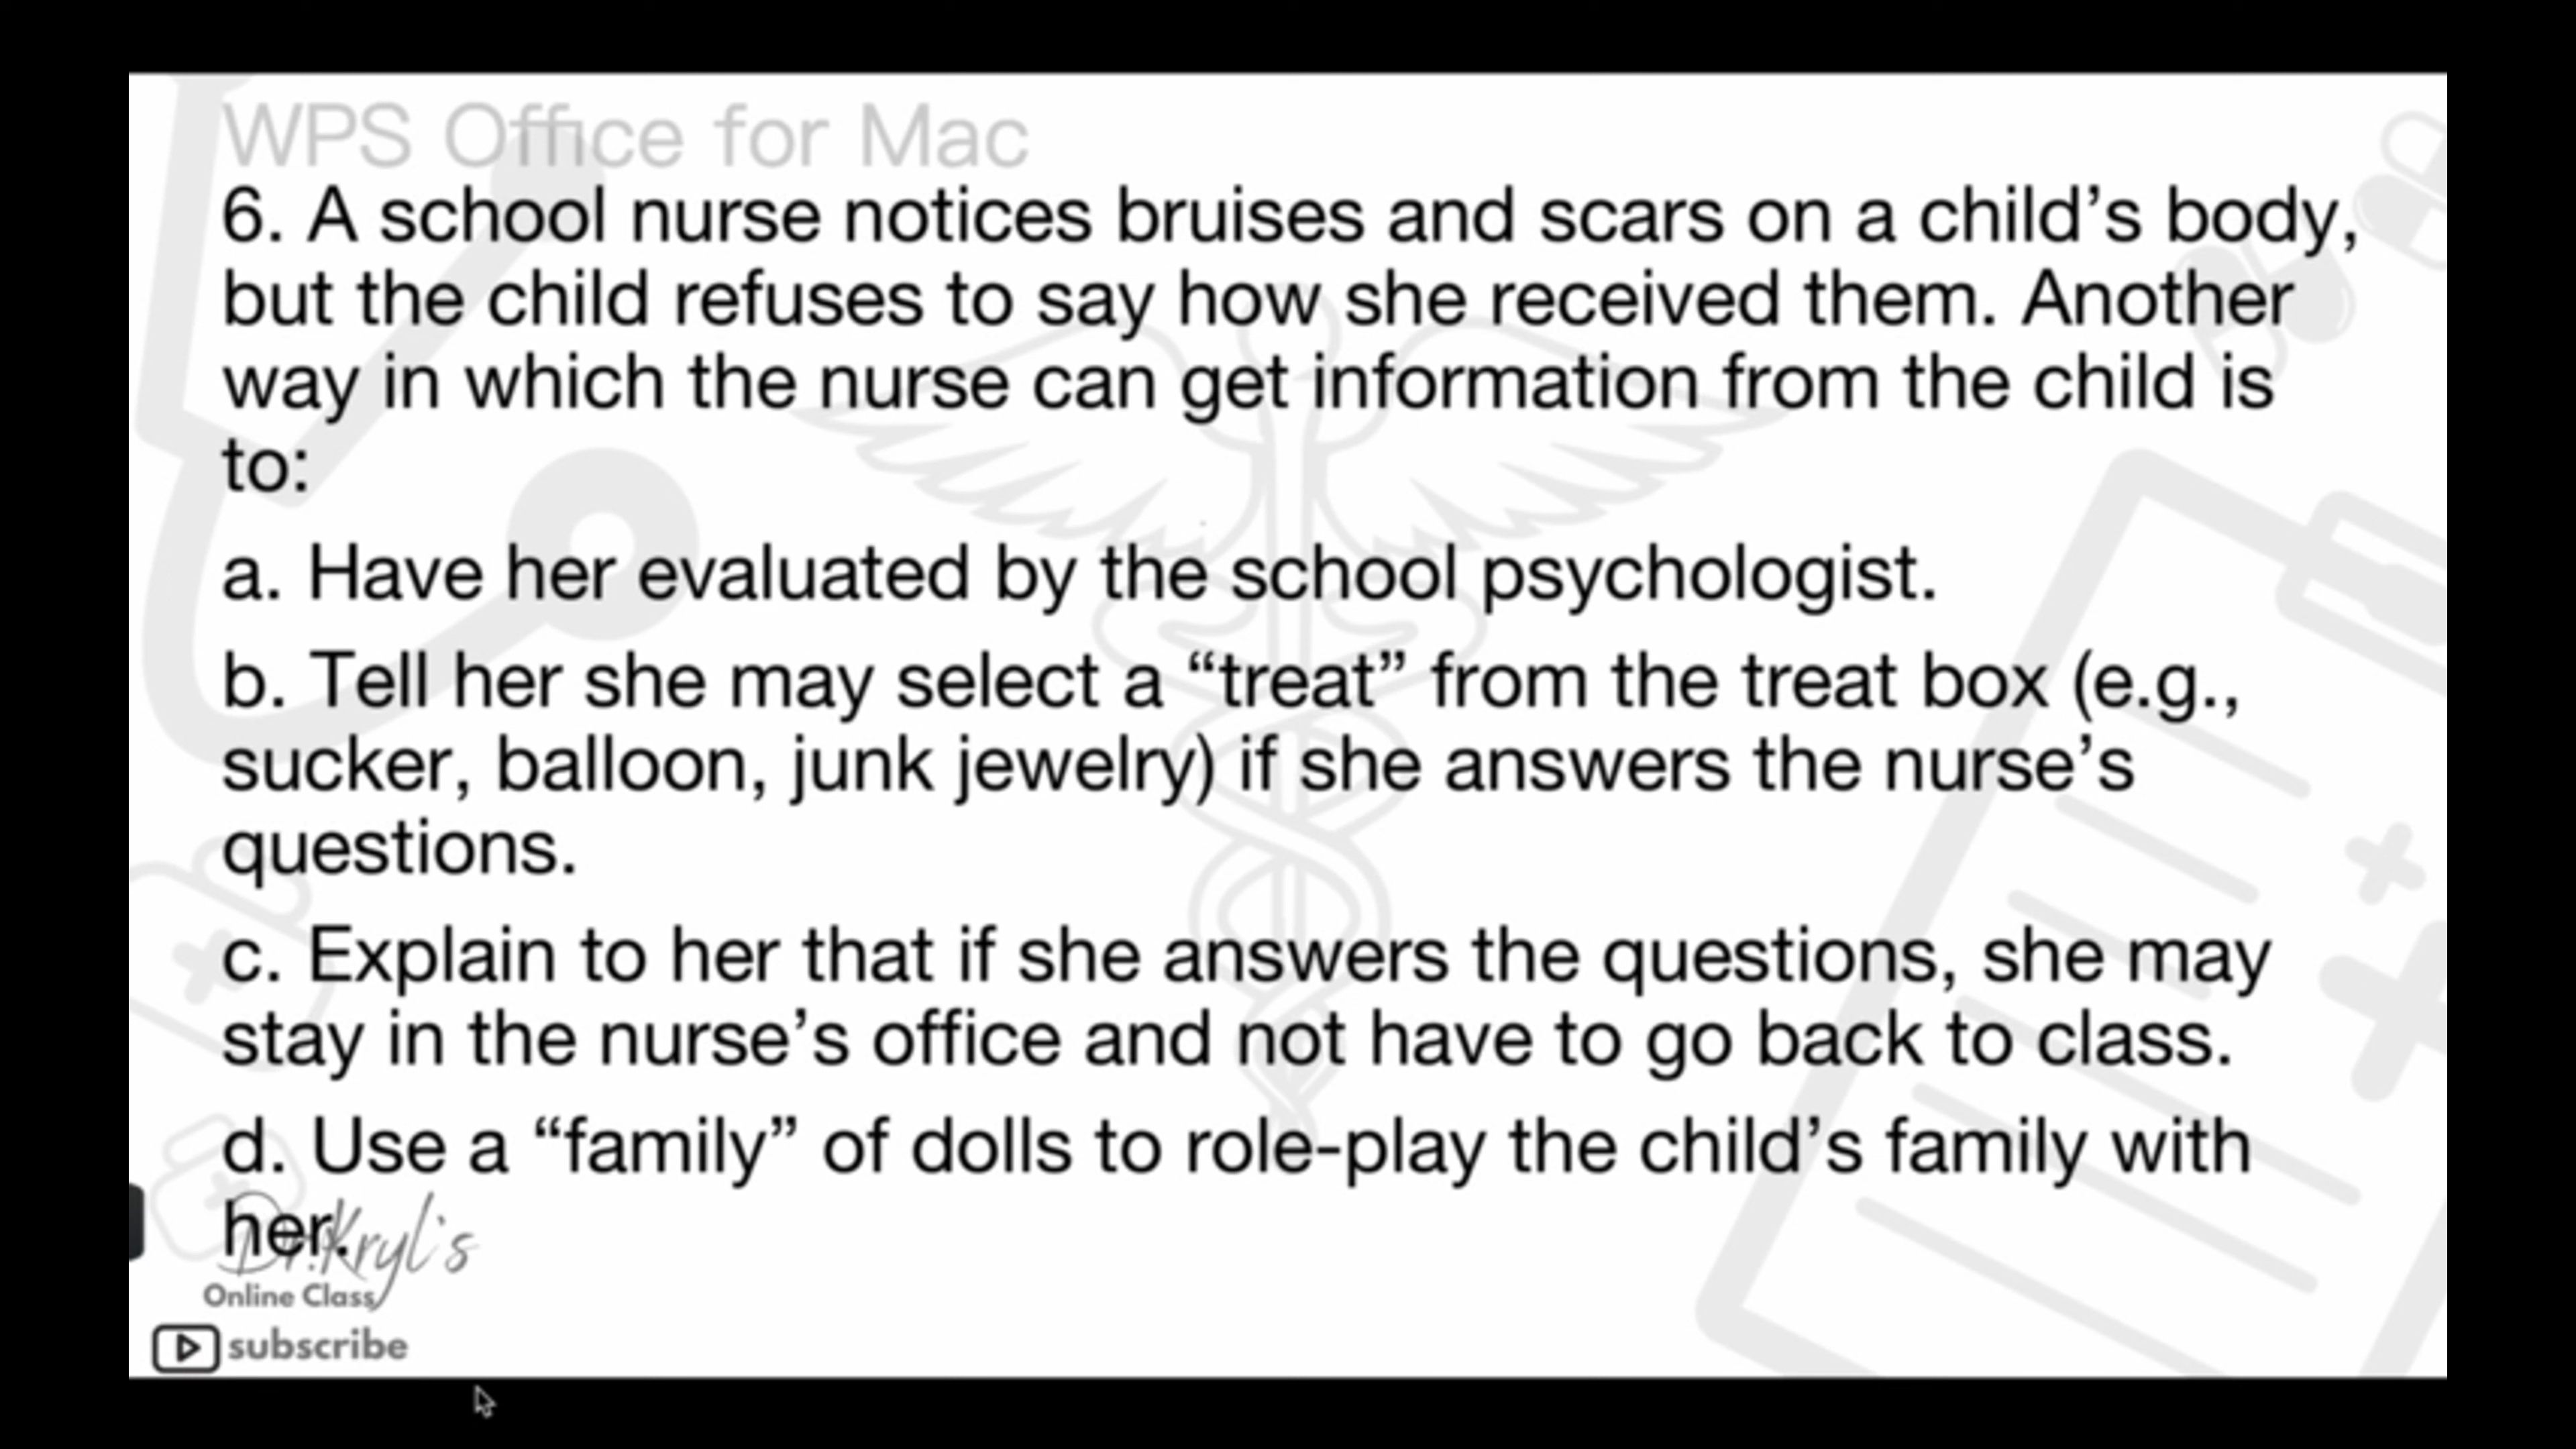 WPS Office for Mac
6. A school nurse notices bruises and scars on a child’s body,
but the child refuses to say how she received them. Another
way in which the nurse can get information from the child is
to:
a. Have her evaluated by the school psychologist.
b. Tell her she may select a “treat” from the treat box (e.g.,
sucker, balloon, junk jewelry) if she answers the nurse’s
questions.
c. Explain to her that if she answers the questions, she may
stay in the nurse’s office and not have to go back to class.
d. Use a “family” of dolls to role-play the child’s family with
her.
Dr. Kryl's
Online Class
subscribe